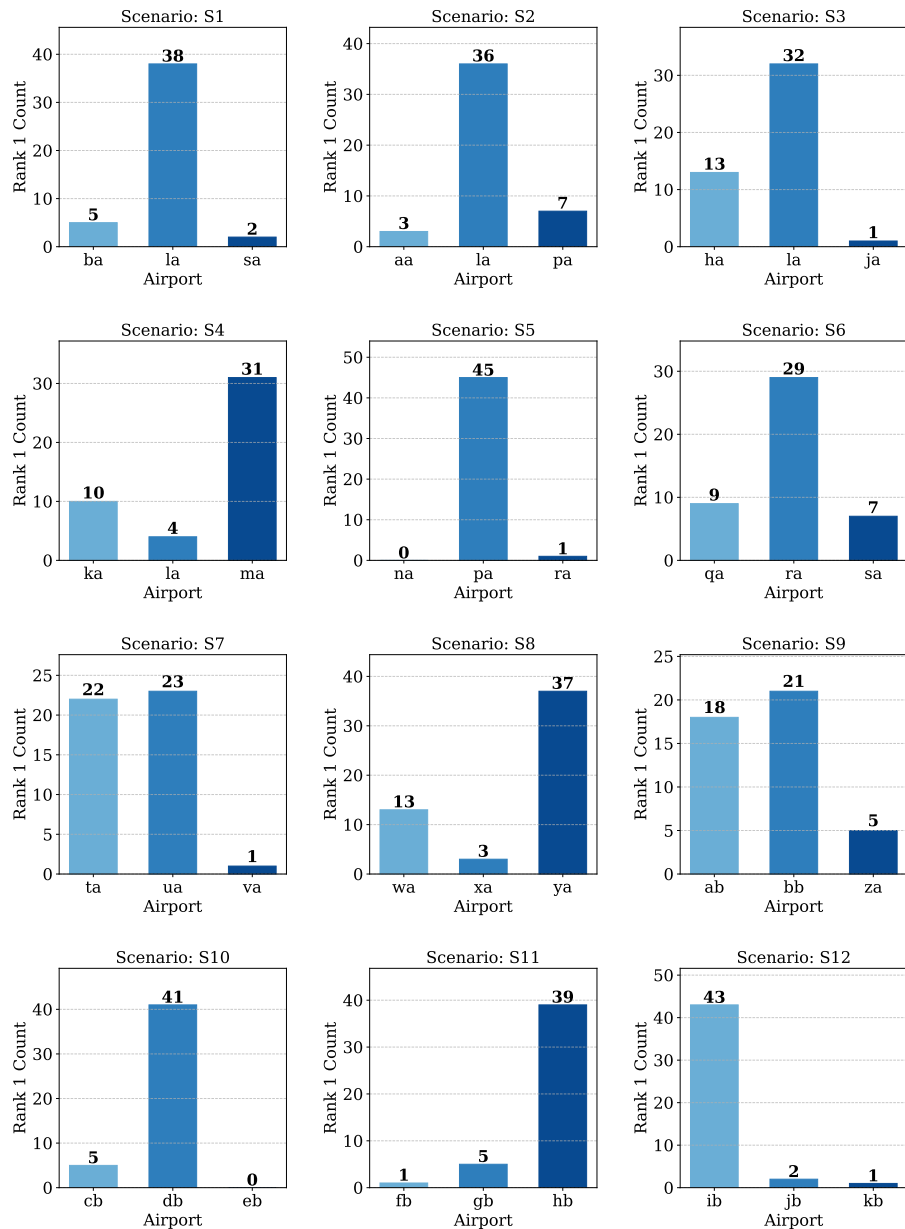 Scenario: S1
Rank 1 Count
40
30
20
10
0
5
38
2
ba la sa
Airport
Scenario: S2
Rank 1 Count
40
30
20
10
0
3
36
7
aa la pa
Airport
Scenario: S3
Rank 1 Count
30
20
10
0
13
32
1
ha la ja
Airport
Scenario: S4
Rank 1 Count
30
20
10
0
10
4
31
ka la ma
Airport
Scenario: S5
Rank 1 Count
50
40
30
20
10
0
0
45
1
na pa ra
Airport
Scenario: S6
Rank 1 Count
30
20
10
0
9
29
7
qa ra sa
Airport
Scenario: S7
Rank 1 Count
25
20
15
10
5
0
22
23
1
ta ua va
Airport
Scenario: S8
Rank 1 Count
40
30
20
10
0
13
3
37
wa xa ya
Airport
Scenario: S9
Rank 1 Count
25
20
15
10
5
0
18
21
5
ab bb za
Airport
Scenario: S10
Rank 1 Count
40
30
20
10
0
5
41
0
cb db eb
Airport
Scenario: S11
Rank 1 Count
40
30
20
10
0
1
5
39
fb gb hb
Airport
Scenario: S12
Rank 1 Count
50
40
30
20
10
0
43
2
1
ib jb kb
Airport